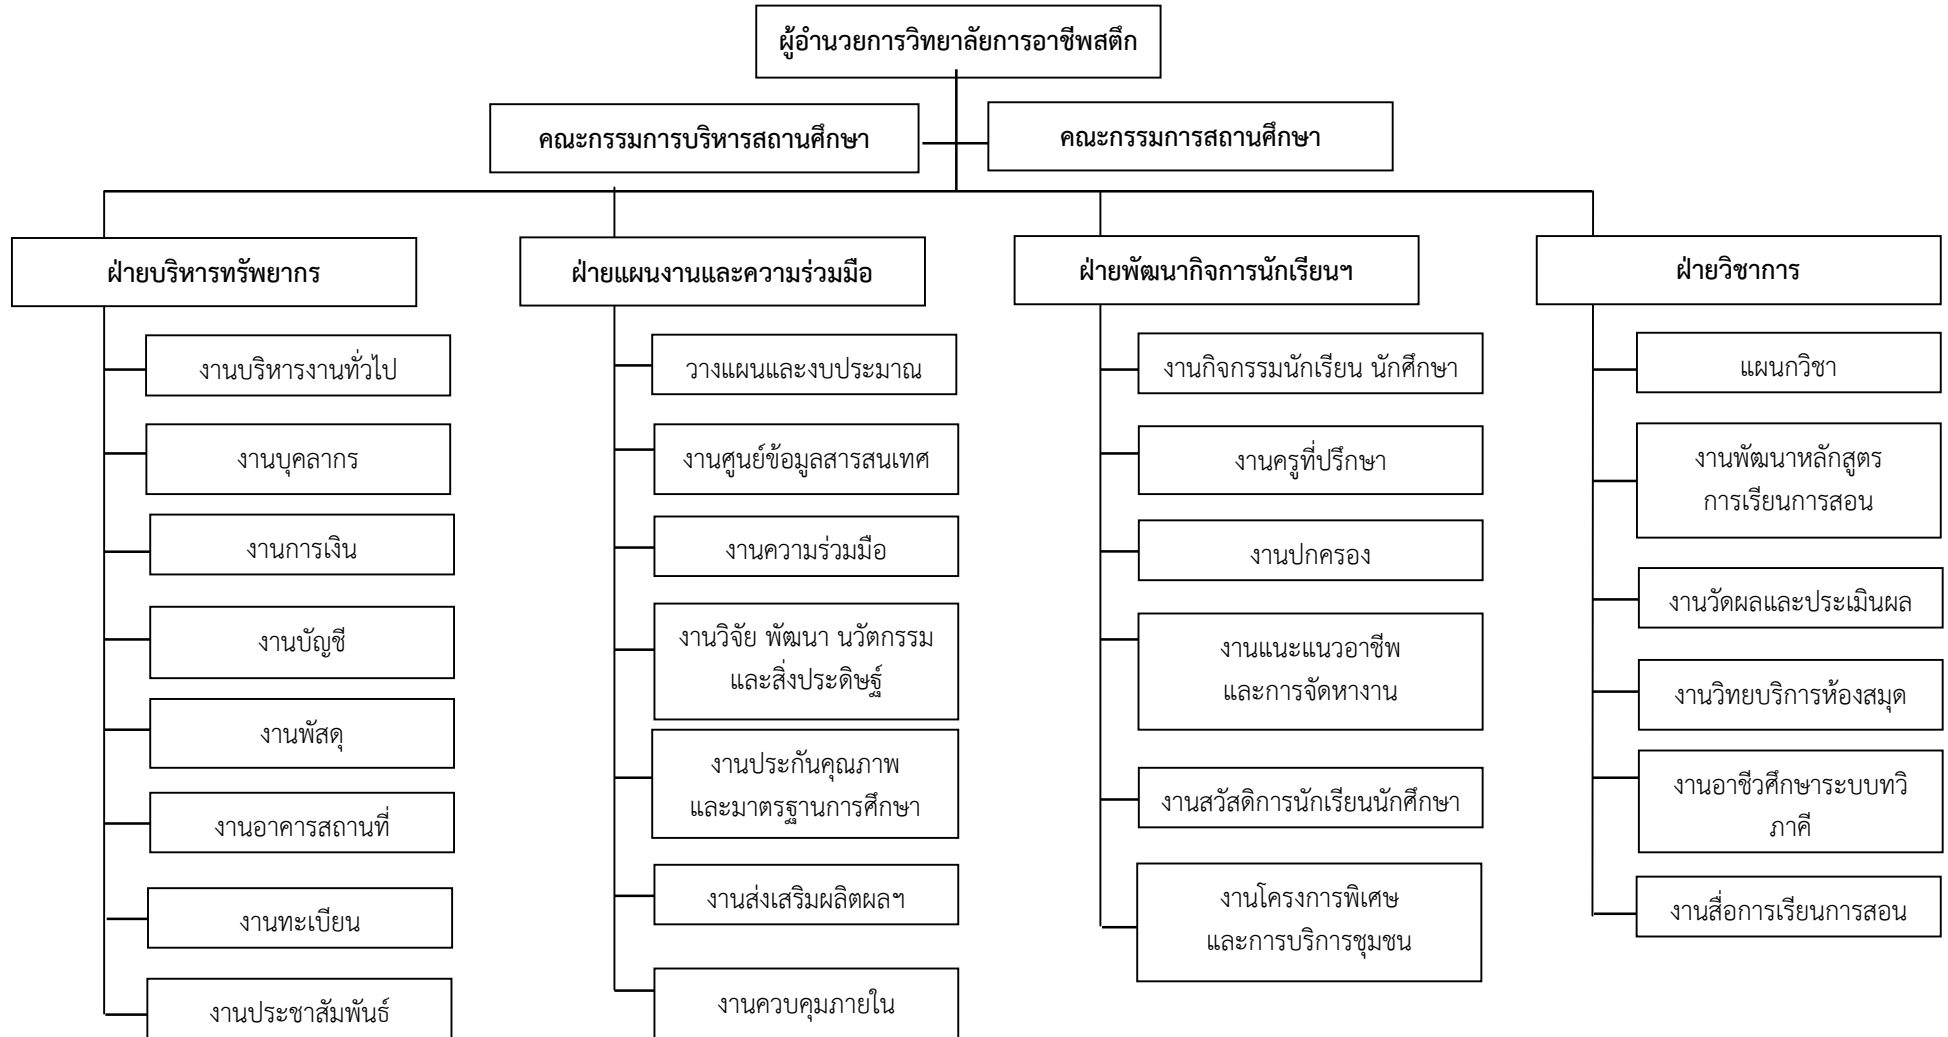 ผู้อำนวยการวิทยาลัยการอาชีพสตึก
คณะกรรมการบริหารสถานศึกษา
คณะกรรมการสถานศึกษา
ฝ่ายบริหารทรัพยากร
งานบริหารงานทั่วไป
งานบุคลากร
งานการเงิน
งานบัญชี
งานพัสดุ
งานอาคารสถานที่
งานทะเบียน
งานประชาสัมพันธ์
ฝ่ายแผนงานและความร่วมมือ
วางแผนและงบประมาณ
งานศูนย์ข้อมูลสารสนเทศ
งานความร่วมมือ
งานวิจัย พัฒนา นวัตกรรม
และสิ่งประดิษฐ์
งานประกันคุณภาพ
และมาตรฐานการศึกษา
งานส่งเสริมผลิตผลฯ
งานควบคุมภายใน
ฝ่ายพัฒนากิจการนักเรียนฯ
งานกิจกรรมนักเรียน นักศึกษา
งานครูที่ปรึกษา
งานปกครอง
งานแนะแนวอาชีพ
และการจัดหางาน
งานสวัสดิการนักเรียนนักศึกษา
งานโครงการพิเศษ
และการบริการชุมชน
ฝ่ายวิชาการ
แผนกวิชา
งานพัฒนาหลักสูตร
การเรียนการสอน
งานวัดผลและประเมินผล
งานวิทยบริการห้องสมุด
งานอาชีวศึกษาระบบทวิ
ภาคี
งานสื่อการเรียนการสอน